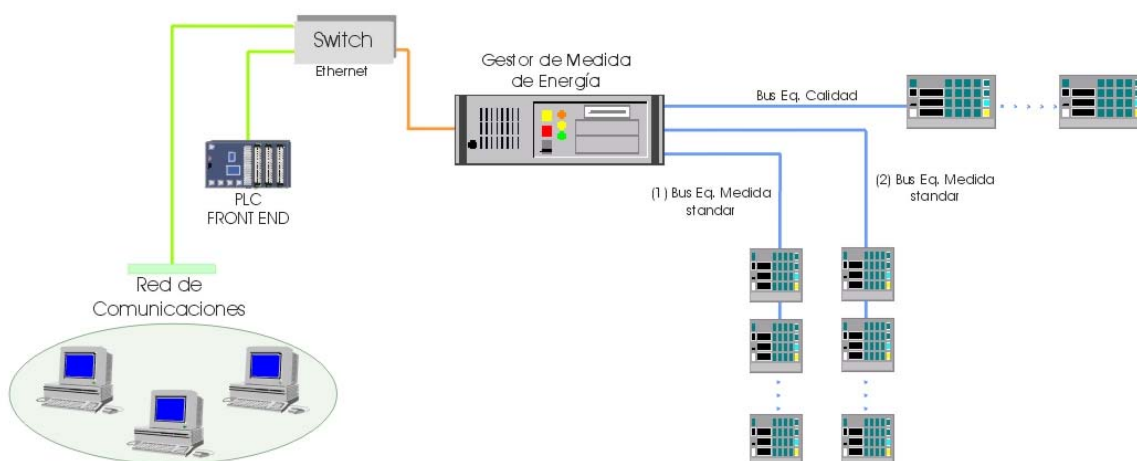 Switch
Ethernet
Gestor de Medida
de Energía
Bus Eq. Calidad
(1) Bus Eq. Medida
standar
(2) Bus Eq. Medida
standar
PLC
FRONT END
Red de
Comunicaciones